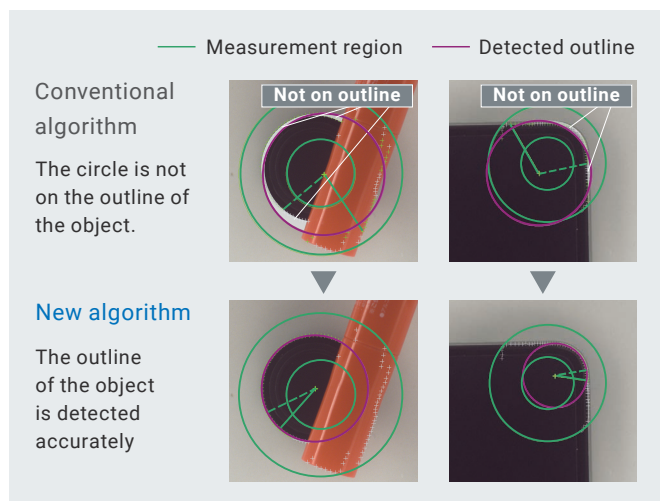 Measurement region
Detected outline
Conventional
algorithm
The circle is not
on the outline of
the object.
Not on outline
Not on outline
New algorithm
The outline
of the object
is detected
accurately